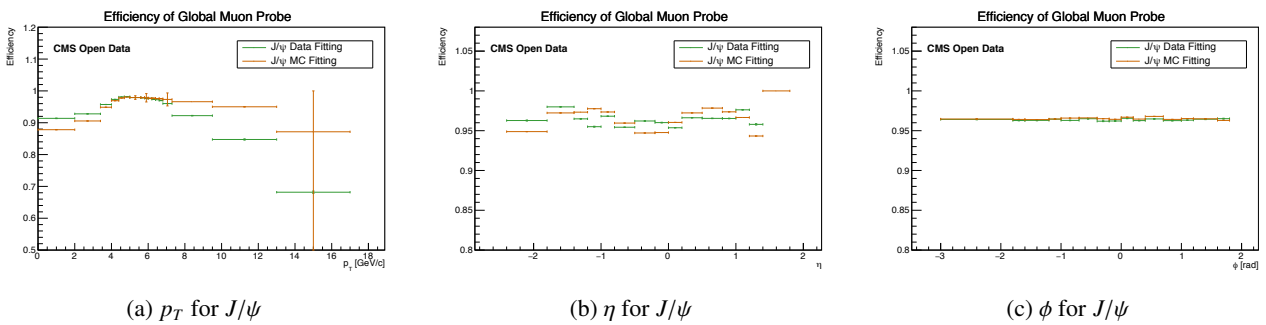 Efficiency of Global Muon Probe
Efficiency
1.2
1.1
1
0.9
0.8
0.7
0.6
0.5
CMS Open Data
J/ψ Data Fitting
J/ψ MC Fitting
0 2 4 6 8 10 12 14 16 18
p_T [GeV/c]
(a) p_T for J/ψ
Efficiency of Global Muon Probe
Efficiency
1.05
1
0.95
0.9
0.85
0.8
CMS Open Data
J/ψ Data Fitting
J/ψ MC Fitting
−2 −1 0 1 2
η
(b) η for J/ψ
Efficiency of Global Muon Probe
Efficiency
1.05
1
0.95
0.9
0.85
0.8
CMS Open Data
J/ψ Data Fitting
J/ψ MC Fitting
−3 −2 −1 0 1 2
ϕ [rad]
(c) ϕ for J/ψ